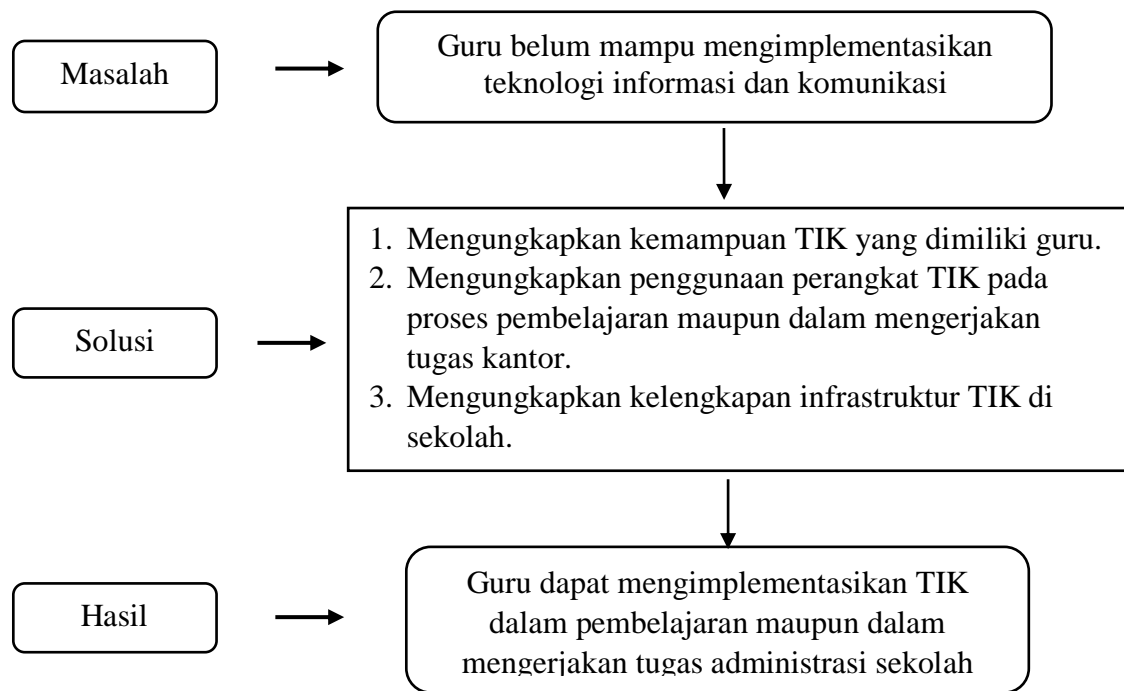 Masalah
Guru belum mampu mengimplementasikan
teknologi informasi dan komunikasi
Solusi
1. Mengungkapkan kemampuan TIK yang dimiliki guru.
2. Mengungkapkan penggunaan perangkat TIK pada
proses pembelajaran maupun dalam mengerjakan
tugas kantor.
3. Mengungkapkan kelengkapan infrastruktur TIK di
sekolah.
Hasil
Guru dapat mengimplementasikan TIK
dalam pembelajaran maupun dalam
mengerjakan tugas administrasi sekolah